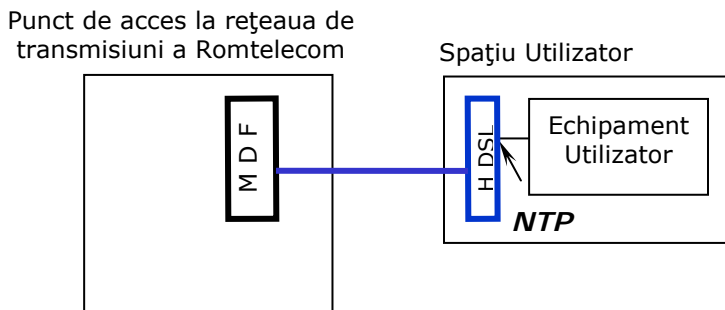 Punct de acces la reţeaua de
transmisiuni a Romtelecom
Spaţiu Utilizator
M D F
H DSL
Echipament
Utilizator
NTP